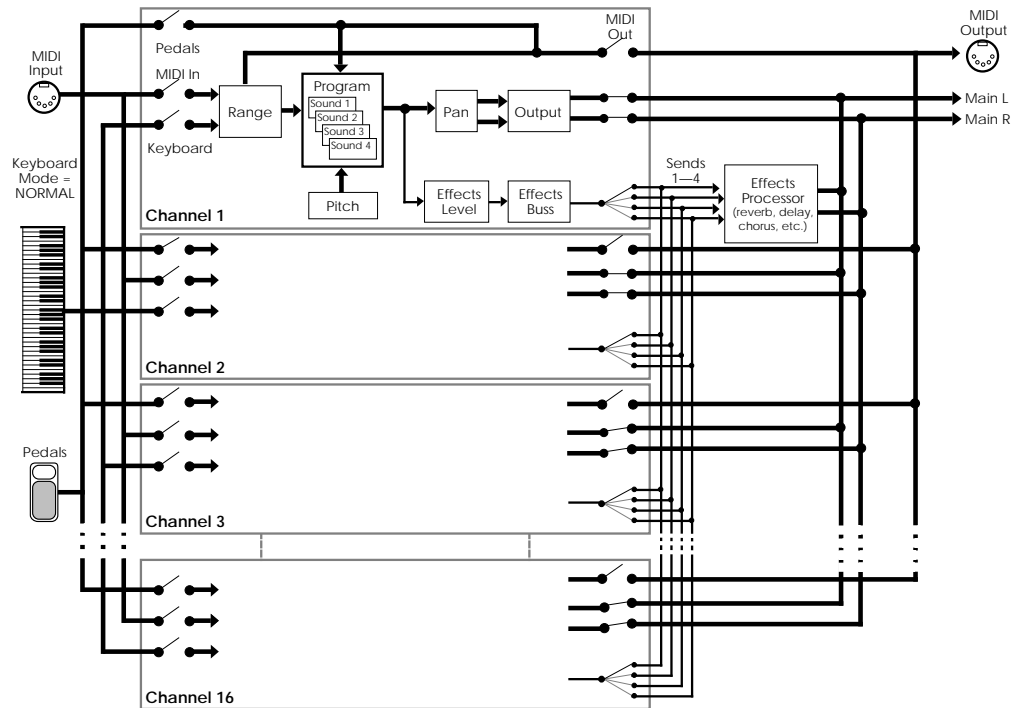 MIDI
Input
Pedals
MIDI
Out
MIDI
Output
MIDI In
Keyboard
Range
Program
Sound 1
Sound 2
Sound 3
Sound 4
Pitch
Pan
Output
Main L
Main R
Effects
Level
Effects
Buss
Sends
1—4
Effects
Processor
(reverb, delay,
chorus, etc.)
Keyboard
Mode =
NORMAL
Channel 1
Channel 2
Channel 3
Pedals
Channel 16